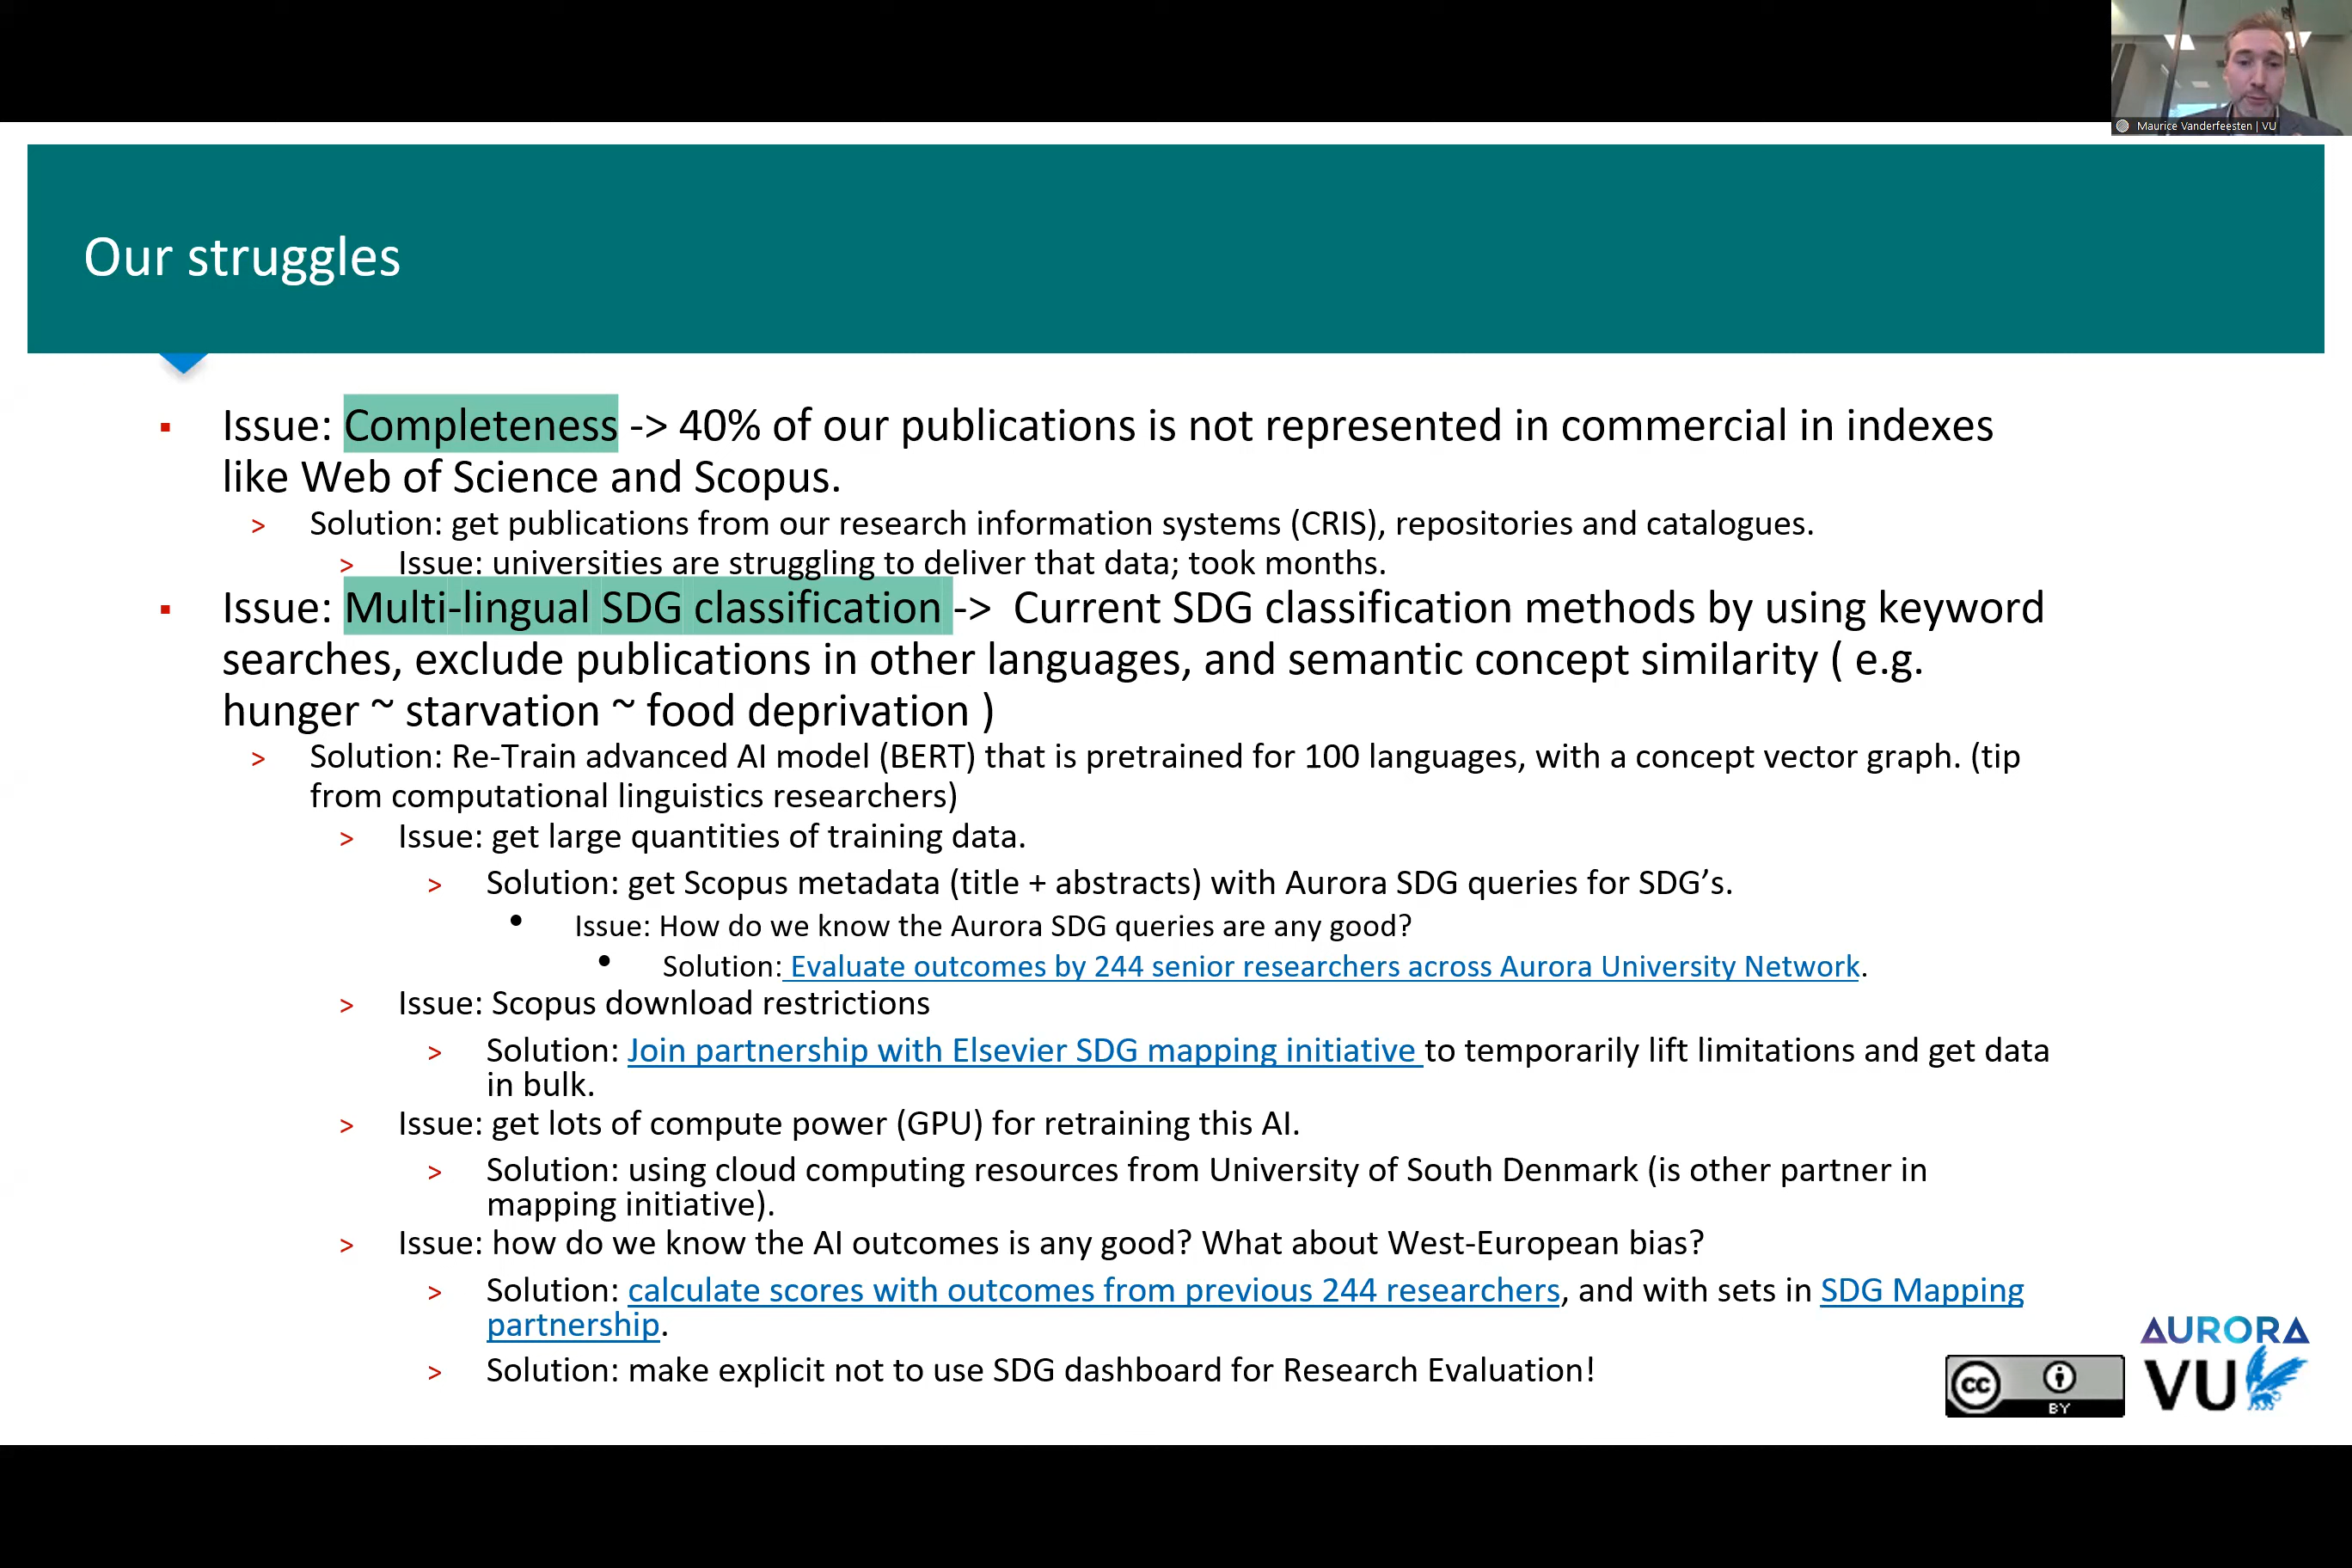 Maurice Vanderfeesten | VU
Our struggles
▪ Issue: Completeness -> 40% of our publications is not represented in commercial in indexes
like Web of Science and Scopus.
> Solution: get publications from our research information systems (CRIS), repositories and catalogues.
> Issue: universities are struggling to deliver that data; took months.
▪ Issue: Multi-lingual SDG classification -> Current SDG classification methods by using keyword
searches, exclude publications in other languages, and semantic concept similarity ( e.g.
hunger ~ starvation ~ food deprivation )
> Solution: Re-Train advanced AI model (BERT) that is pretrained for 100 languages, with a concept vector graph. (tip
from computational linguistics researchers)
> Issue: get large quantities of training data.
> Solution: get Scopus metadata (title + abstracts) with Aurora SDG queries for SDG’s.
• Issue: How do we know the Aurora SDG queries are any good?
• Solution: Evaluate outcomes by 244 senior researchers across Aurora University Network.
> Issue: Scopus download restrictions
> Solution: Join partnership with Elsevier SDG mapping initiative to temporarily lift limitations and get data
in bulk.
> Issue: get lots of compute power (GPU) for retraining this AI.
> Solution: using cloud computing resources from University of South Denmark (is other partner in
mapping initiative).
> Issue: how do we know the AI outcomes is any good? What about West-European bias?
> Solution: calculate scores with outcomes from previous 244 researchers, and with sets in SDG Mapping
partnership.
> Solution: make explicit not to use SDG dashboard for Research Evaluation!
AURORA
VU
cc
BY